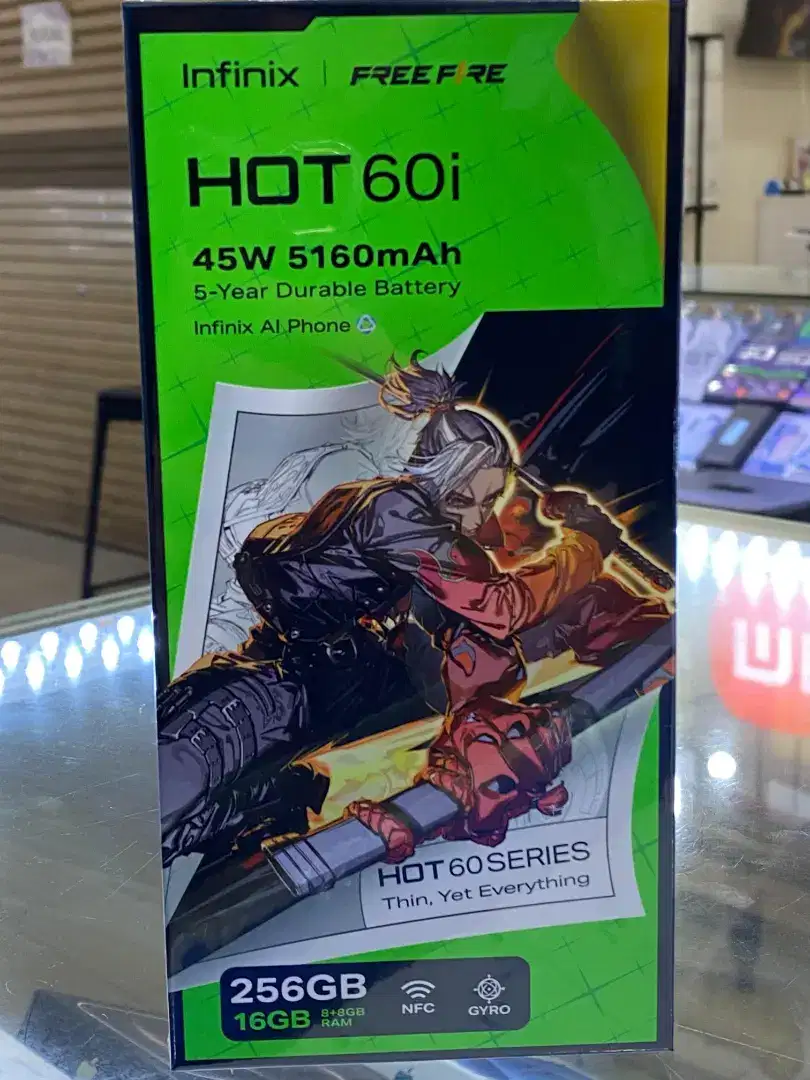 Infinix | FREE FIRE
HOT 60i
45W 5160mAh
5-Year Durable Battery
Infinix AI Phone
HOT 60 SERIES
Thin, Yet Everything
256GB
16GB 8+8GB RAM
NFC
GYRO